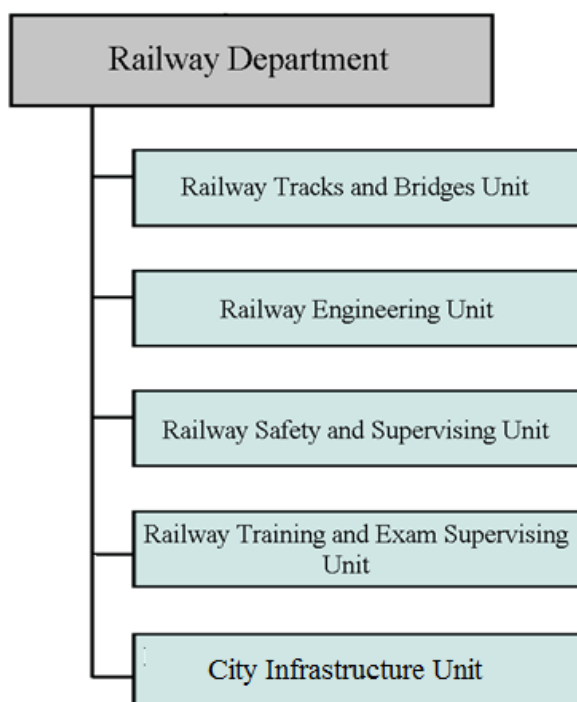 Railway Department
Railway Tracks and Bridges Unit
Railway Engineering Unit
Railway Safety and Supervising Unit
Railway Training and Exam Supervising
Unit
City Infrastructure Unit